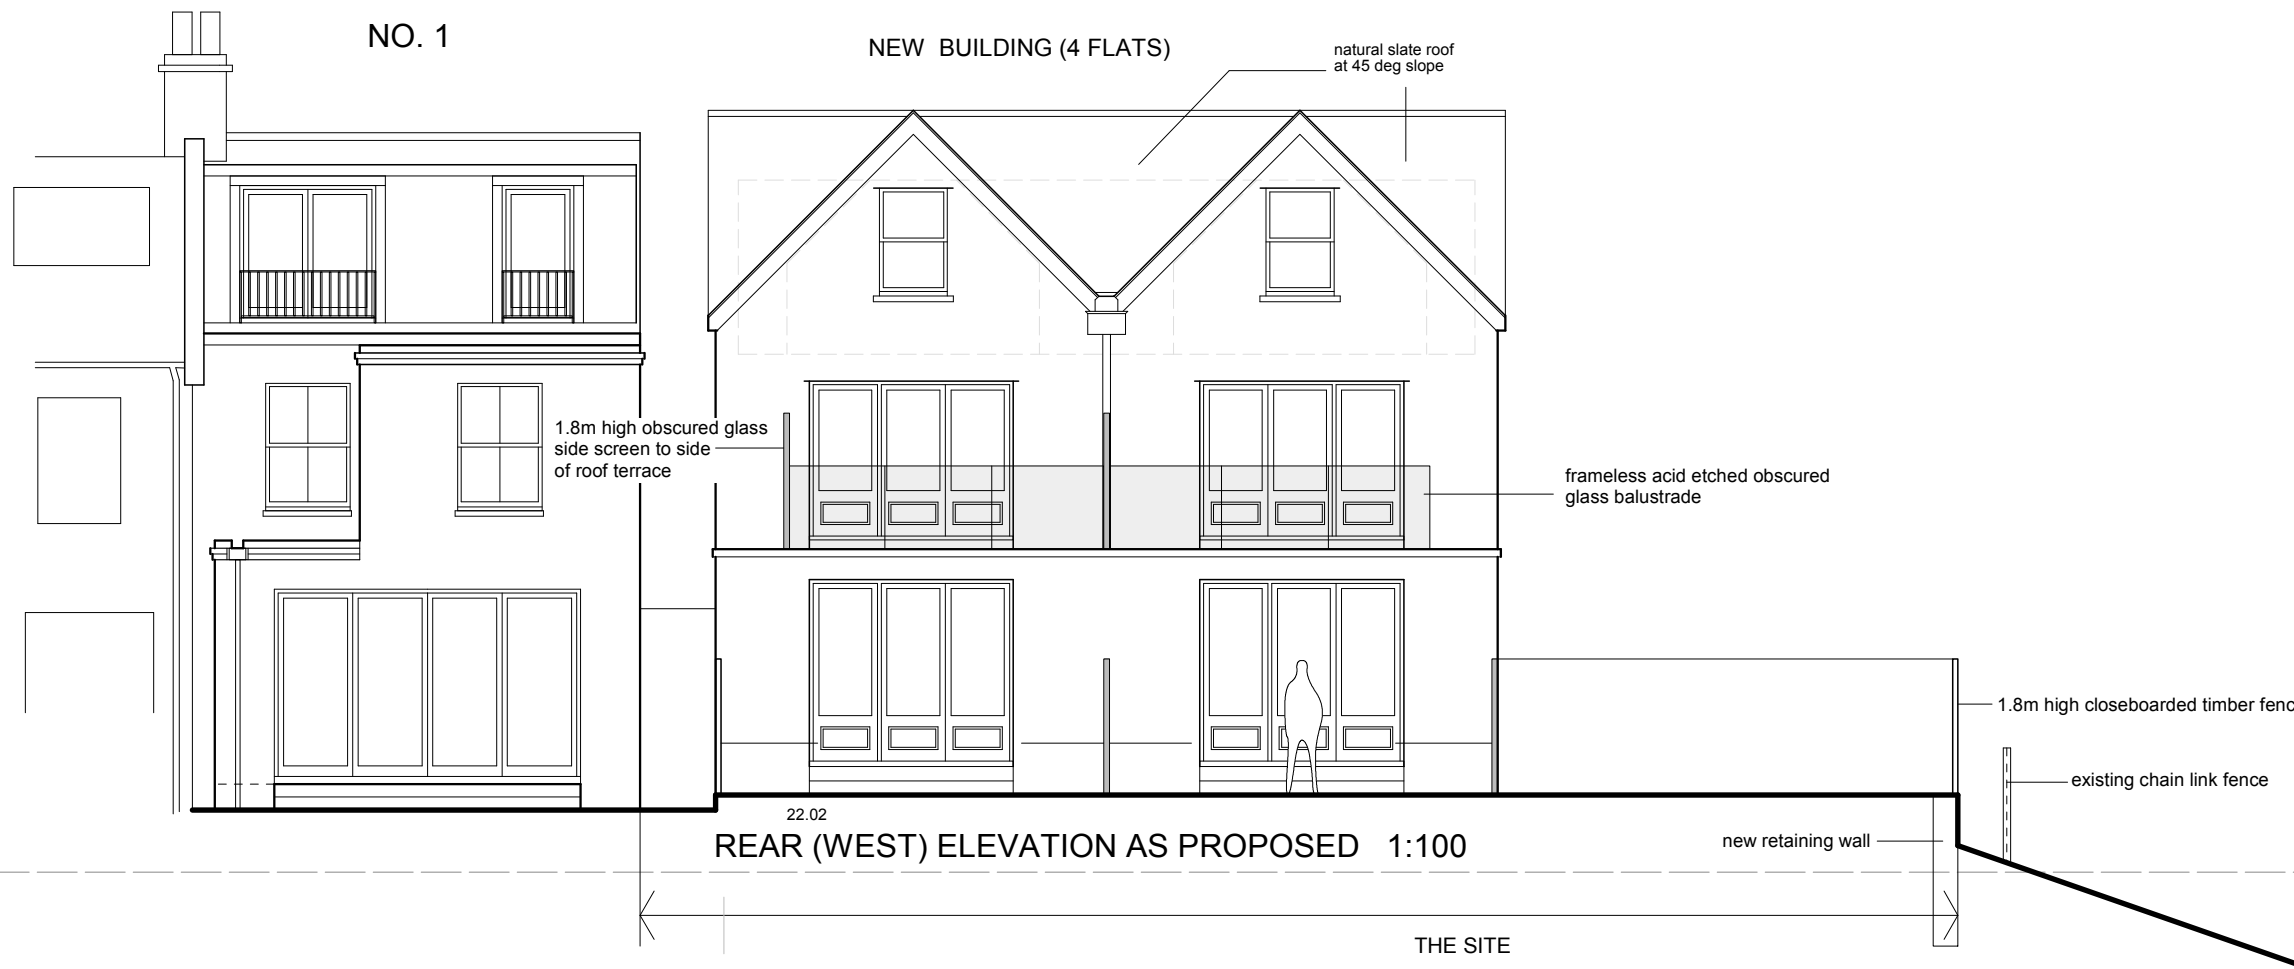 NO. 1
NEW BUILDING (4 FLATS)
natural slate roof
at 45 deg slope
1.8m high obscured glass
side screen to side
of roof terrace
frameless acid etched obscured
glass balustrade
1.8m high closeboarded timber fenc
existing chain link fence
22.02
REAR (WEST) ELEVATION AS PROPOSED 1:100
new retaining wall
THE SITE